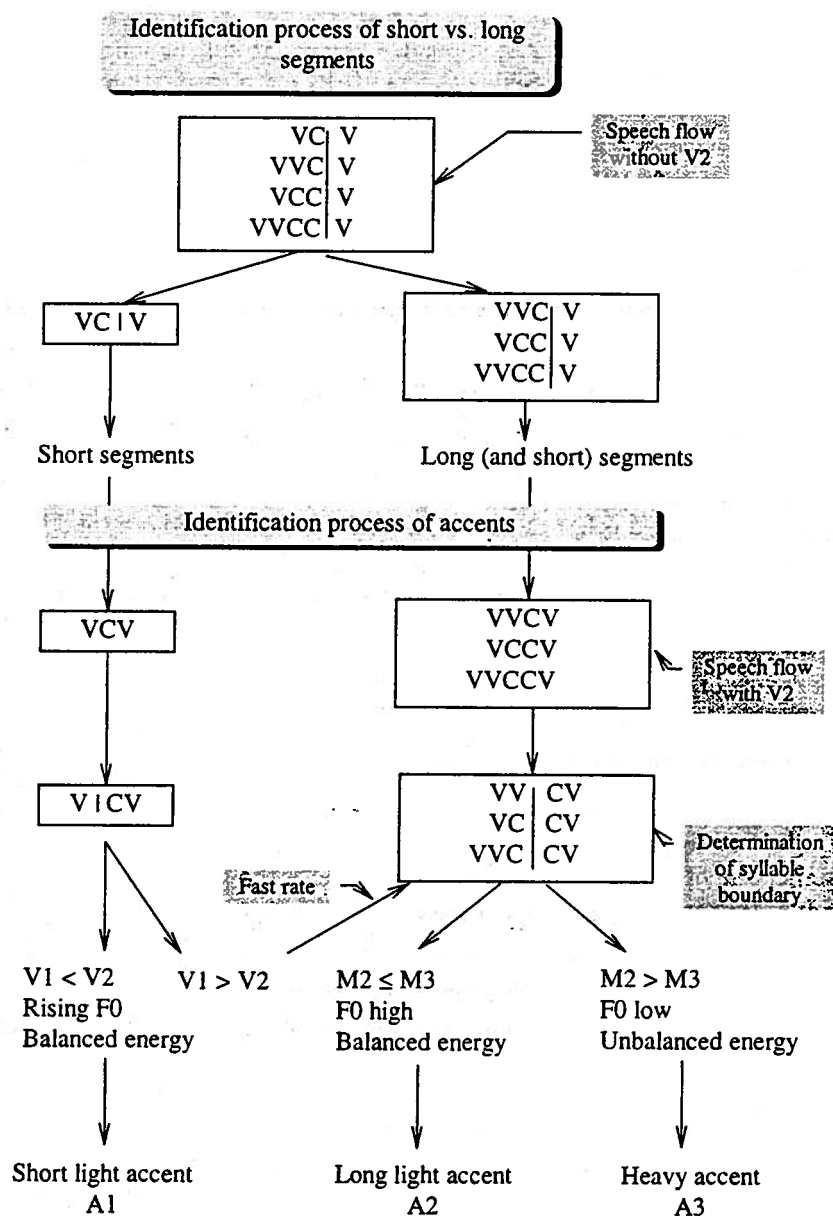 Identification process of short vs. long
segments
VC | V
VVC | V
VCC | V
VVCC | V
Speech flow
without V2
VC | V
VVC | V
VCC | V
VVCC | V
Short segments
Long (and short) segments
Identification process of accents
VCV
VVCV
VCCV
VVCCV
Speech flow
with V2
V | CV
VV | CV
VC | CV
VVC | CV
Determination
of syllable
boundary
Fast rate
V1 < V2
Rising F0
Balanced energy
V1 > V2
M2 ≤ M3
F0 high
Balanced energy
M2 > M3
F0 low
Unbalanced energy
Short light accent
A1
Long light accent
A2
Heavy accent
A3